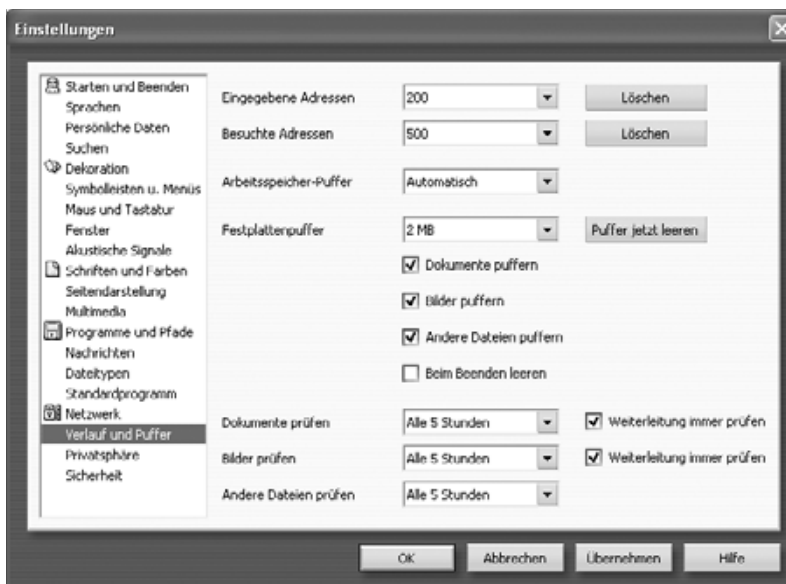 Einstellungen
Starten und Beenden
Sprachen
Persönliche Daten
Suchen
Dekoration
Symbolleisten u. Menüs
Maus und Tastatur
Fenster
Akustische Signale
Schriften und Farben
Seitendarstellung
Multimedia
Programme und Pfade
Nachrichten
Dateitypen
Standardprogramm
Netzwerk
Verlauf und Puffer
Privatsphäre
Sicherheit
Eingegebene Adressen 200 Löschen
Besuchte Adressen 500 Löschen
Arbeitsspeicher-Puffer Automatisch
Festplattenpuffer 2 MB Puffer jetzt leeren
Dokumente puffern
Bilder puffern
Andere Dateien puffern
Beim Beenden leeren
Dokumente prüfen Alle 5 Stunden Weiterleitung immer prüfen
Bilder prüfen Alle 5 Stunden Weiterleitung immer prüfen
Andere Dateien prüfen Alle 5 Stunden
OK Abbrechen Übernehmen Hilfe